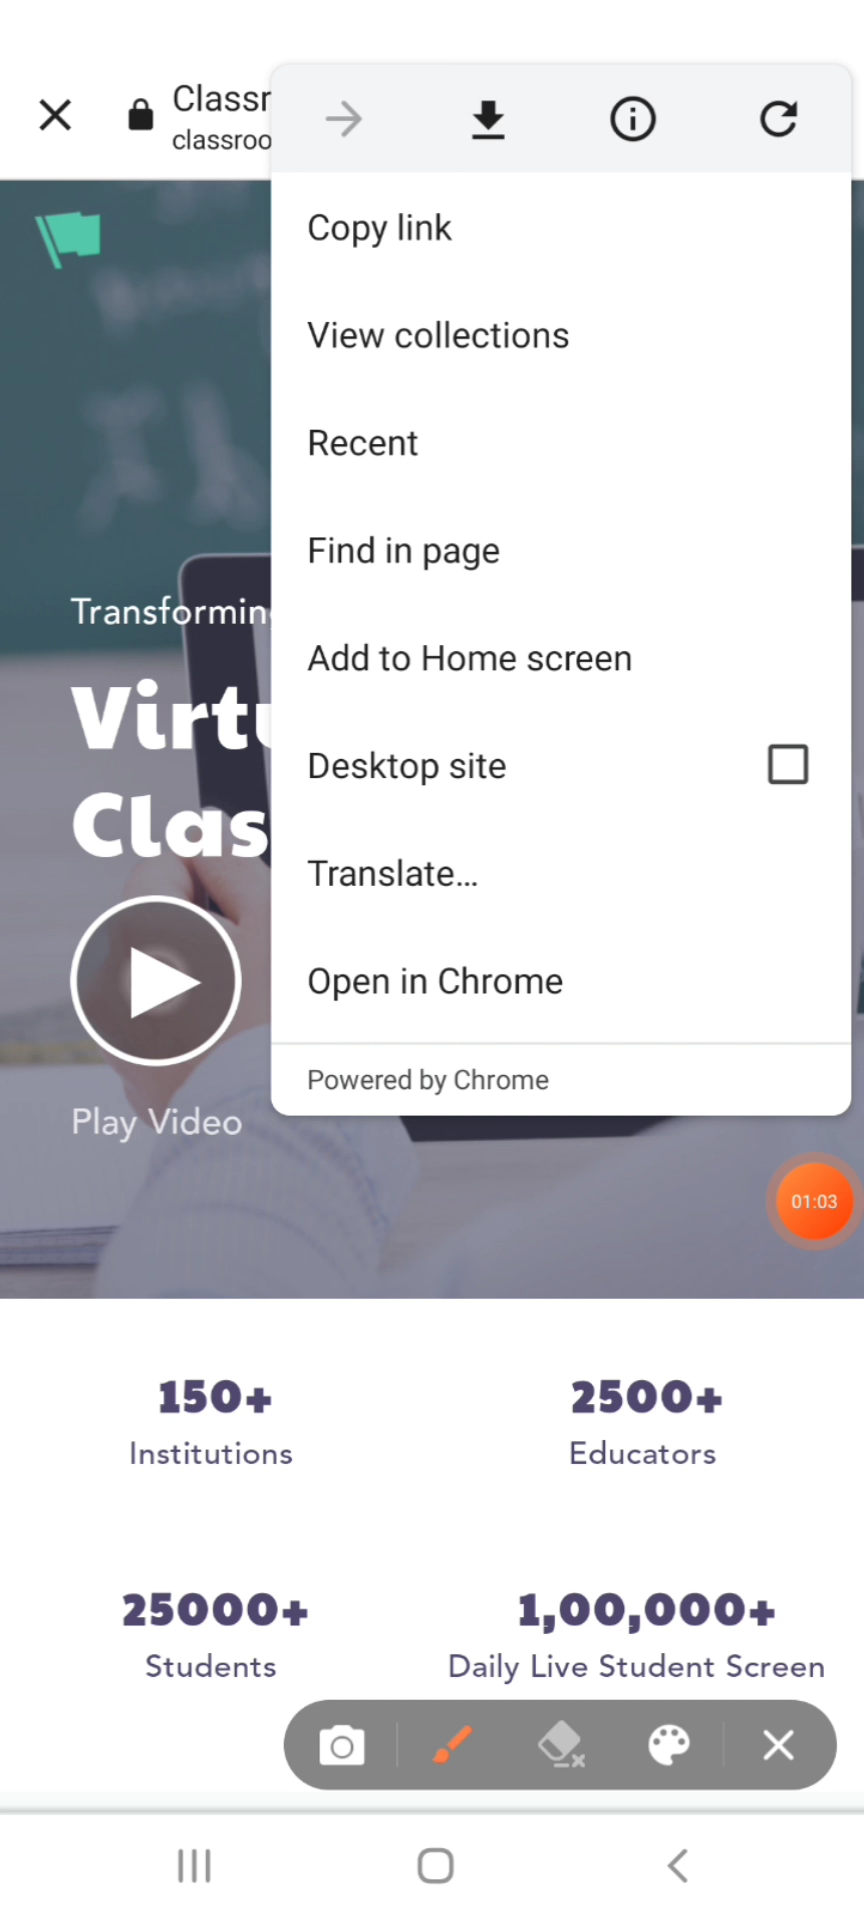 Classr
classroo
Copy link
View collections
Recent
Find in page
Add to Home screen
Desktop site
Translate...
Open in Chrome
Powered by Chrome
Transforming
Virtu
Clas
Play Video
01:03
150+
Institutions
2500+
Educators
25000+
Students
1,00,000+
Daily Live Student Screen